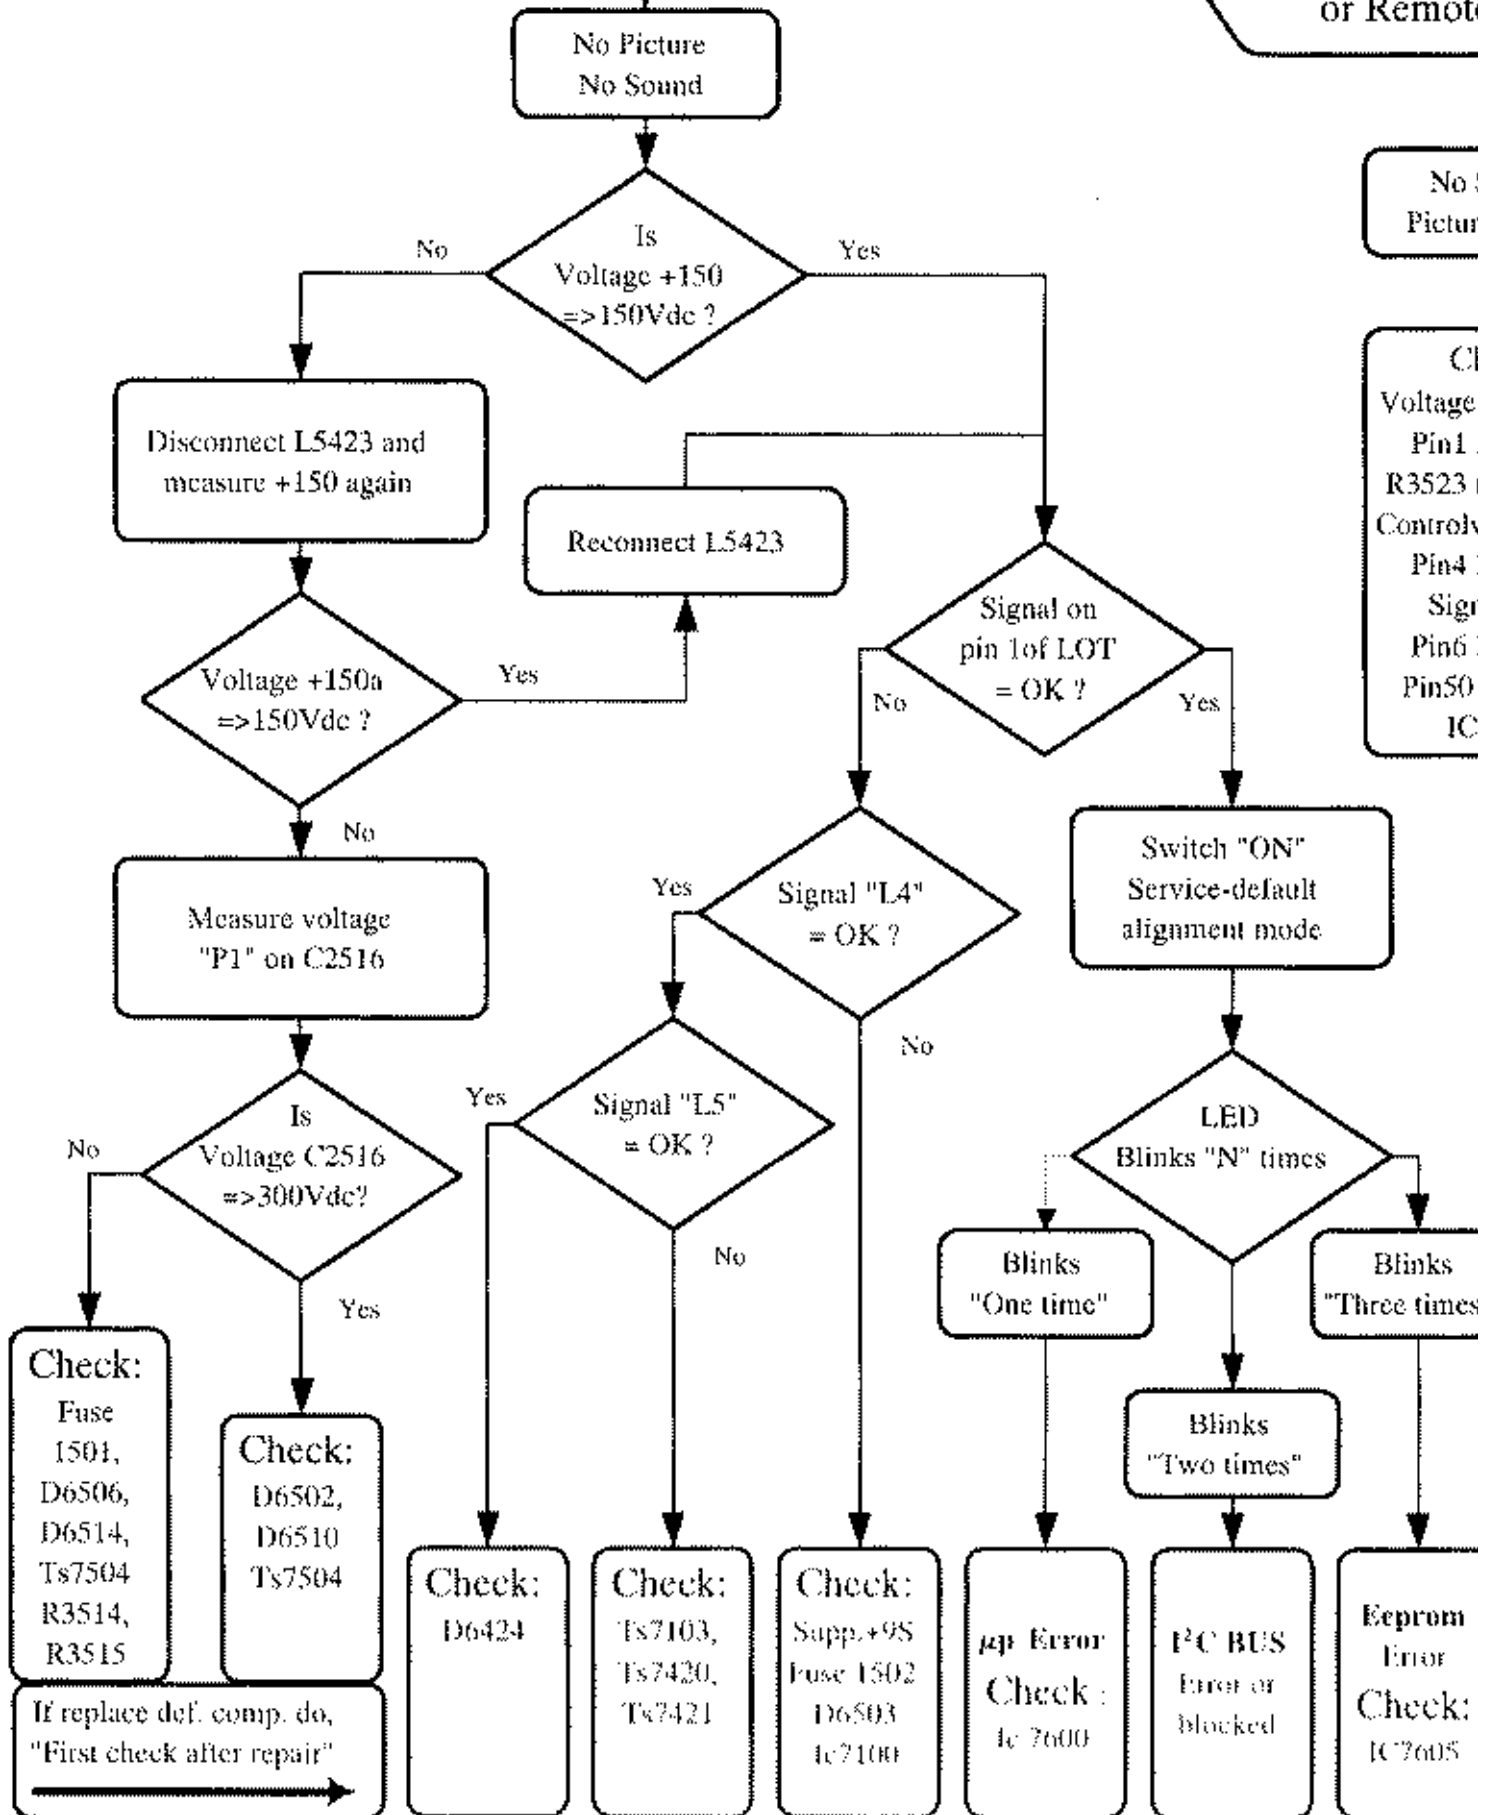 or Remote
No Picture
No Sound
No
Picture
Is
Voltage +150
=>150Vdc ?
No
Yes
Disconnect L5423 and
measure +150 again
Reconnect L5423
Voltage
Pin1
R3523
Pin4
Pin6
Pin50
IC
Voltage +150a
=>150Vdc ?
Yes
No
Signal on
pin 1of LOT
= OK ?
No
Yes
Measure voltage
"P1" on C2516
Signal "L4"
= OK ?
Yes
No
Switch "ON"
Service-default
alignment mode
Is
Voltage C2516
=>300Vdc?
No
Yes
Signal "L5"
= OK ?
Yes
No
LED
Blinks "N" times
Blinks
"One time"
Blinks
"Two times"
Blinks
"Three times
Check:
Fuse
1501,
D6506,
D6514,
Ts7504
R3514,
R3515
Check:
D6502,
D6510
Ts7504
If replace def. comp. do,
"First check after repair"
Check:
D6424
Check:
Ts7103,
Ts7420,
Ts7421
Check:
Supp.+9S
Fuse 1502
D6503
Ic7100
μp Error
Check :
Ic 7600
I²C BUS
Error or
blocked
Eeprom
Error
Check:
IC7605